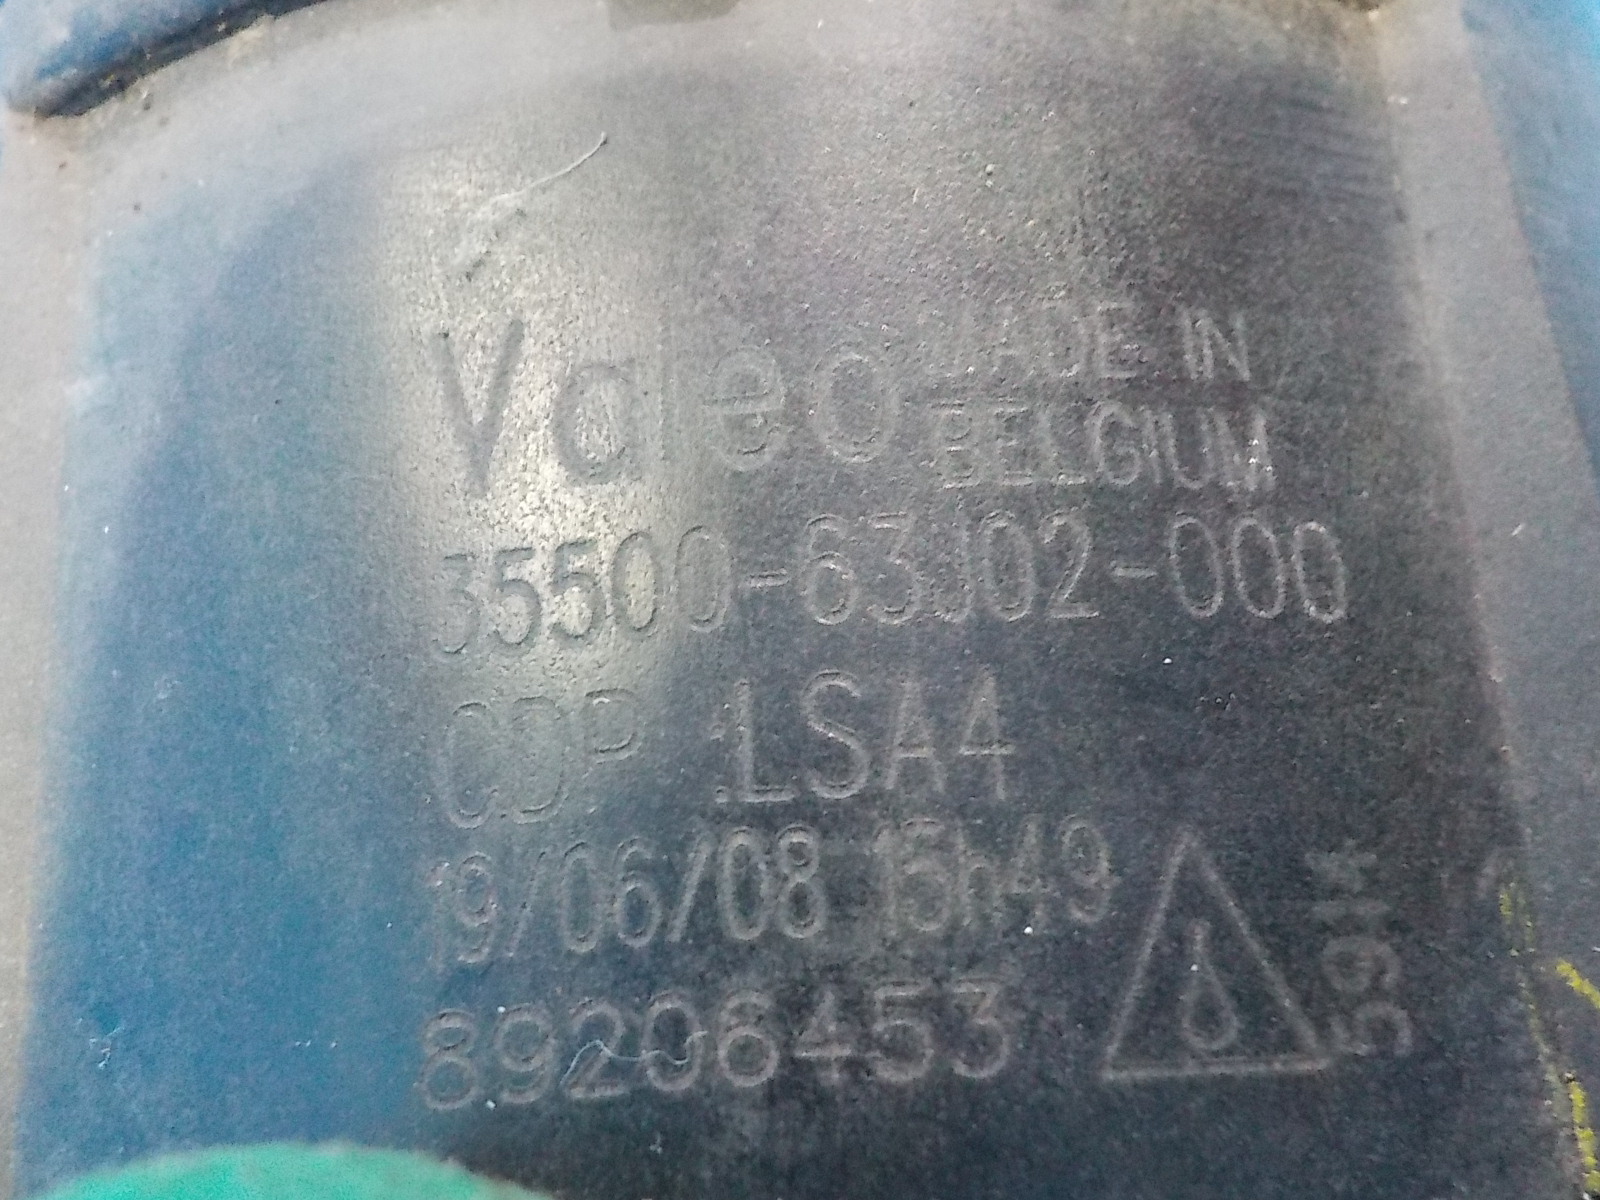 Valeo MADE IN
BELGIUM
35500-63J02-000
CDP :LSA4
19/06/08 15h49
89206453